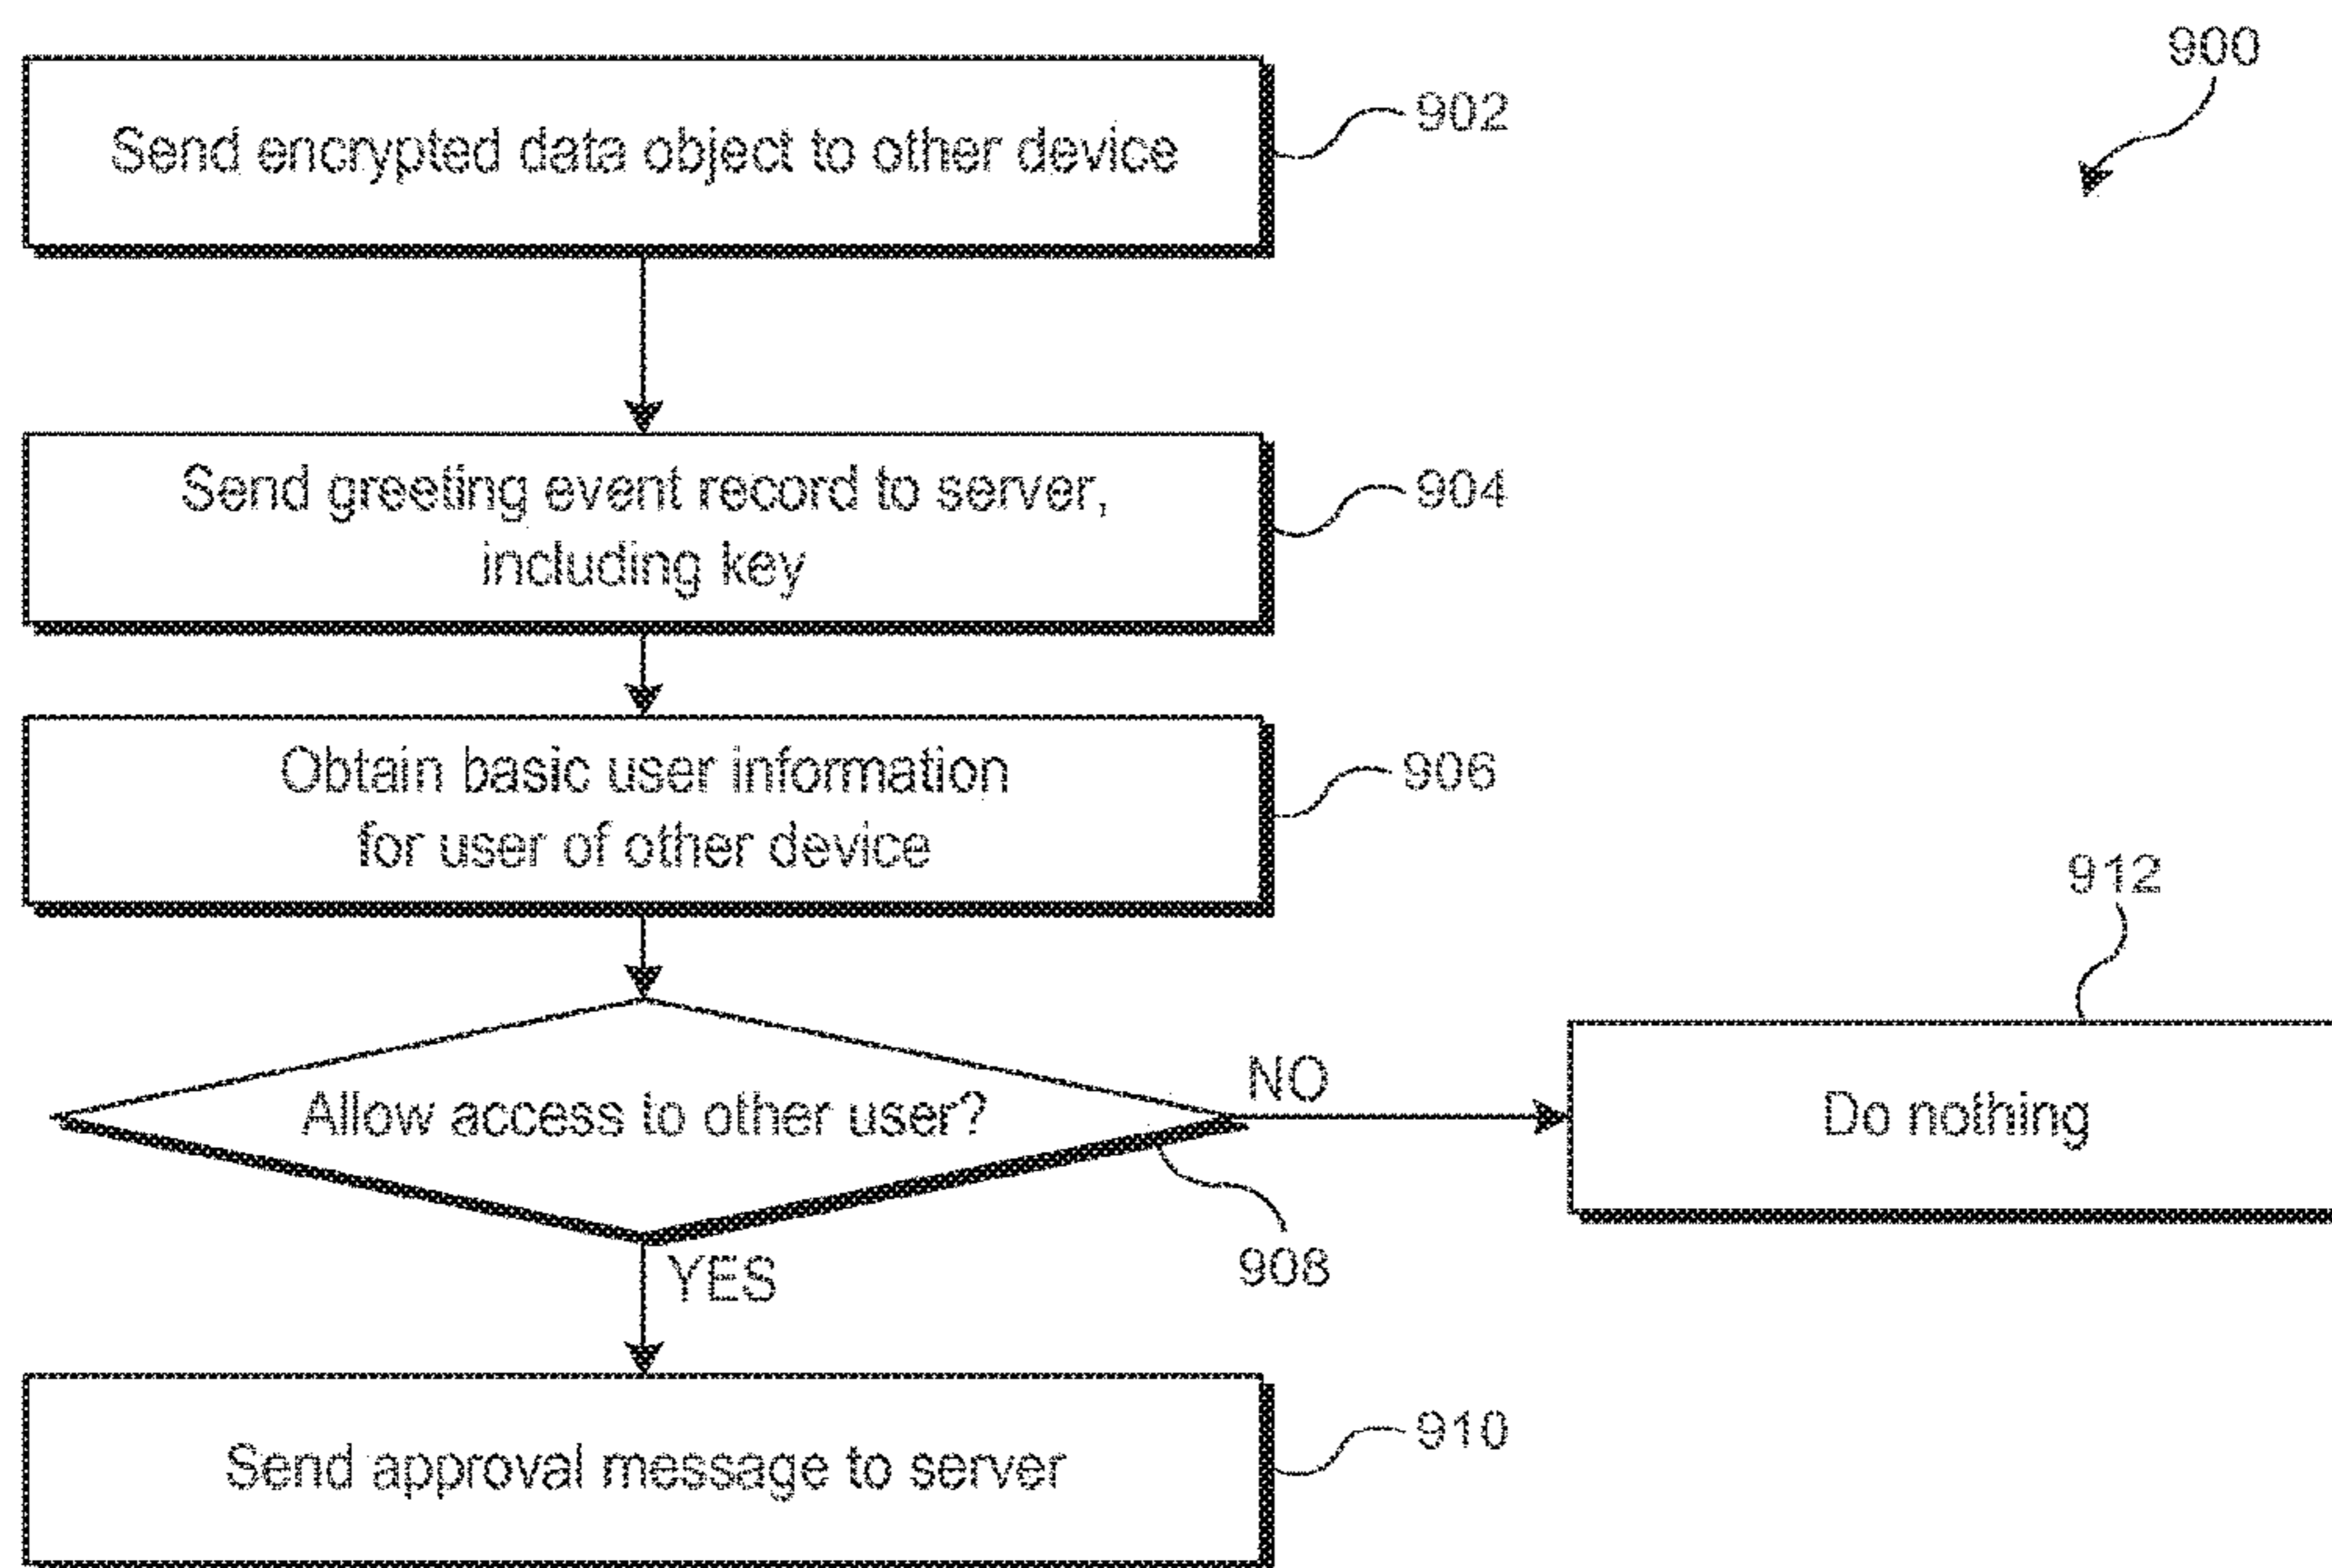 900
Send encrypted data object to other device
902
Send greeting event record to server,
including key
904
Obtain basic user information
for user of other device
906
912
Allow access to other user?
NO
Do nothing
908
YES
Send approval message to server
910